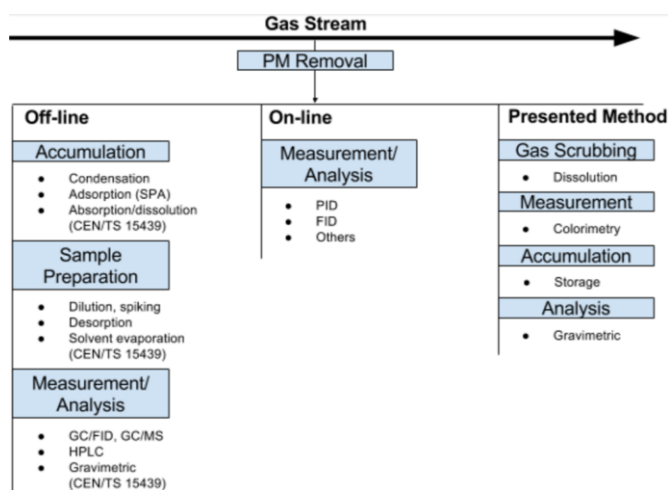 Gas Stream
PM Removal
Off-line
Accumulation
Condensation
Adsorption (SPA)
Absorption/dissolution
(CEN/TS 15439)
Sample
Preparation
Dilution, spiking
Desorption
Solvent evaporation
(CEN/TS 15439)
Measurement/
Analysis
GC/FID, GC/MS
HPLC
Gravimetric
(CEN/TS 15439)
On-line
Measurement/
Analysis
PID
FID
Others
Presented Method
Gas Scrubbing
Dissolution
Measurement
Colorimetry
Accumulation
Storage
Analysis
Gravimetric